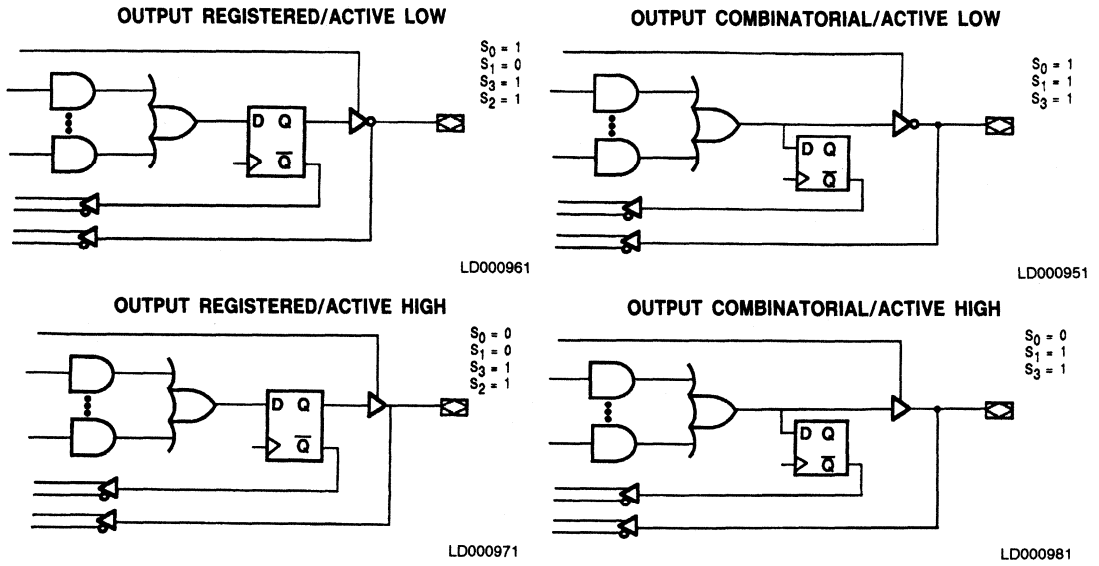 OUTPUT REGISTERED/ACTIVE LOW
S0 = 1
S1 = 0
S3 = 1
S2 = 1
D Q
Q̅
LD000961
OUTPUT COMBINATORIAL/ACTIVE LOW
S0 = 1
S1 = 1
S3 = 1
D Q
Q̅
LD000951
OUTPUT REGISTERED/ACTIVE HIGH
S0 = 0
S1 = 0
S3 = 1
S2 = 1
D Q
Q̅
LD000971
OUTPUT COMBINATORIAL/ACTIVE HIGH
S0 = 0
S1 = 1
S3 = 1
D Q
Q̅
LD000981